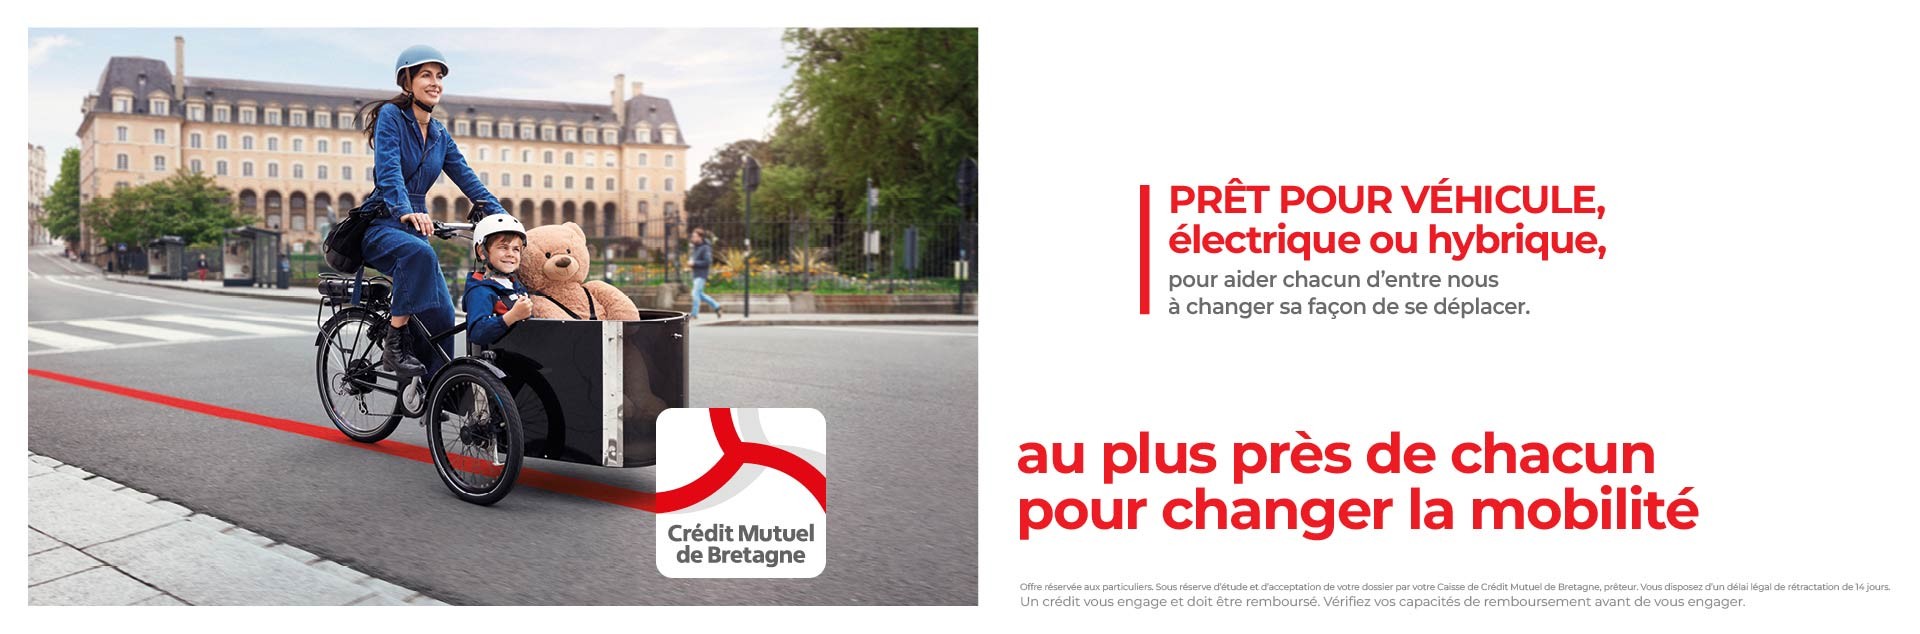 Crédit Mutuel
de Bretagne
PRÊT POUR VÉHICULE,
électrique ou hybrique,
pour aider chacun d'entre nous
à changer sa façon de se déplacer.
au plus près de chacun
pour changer la mobilité
Offre réservée aux particuliers. Sous réserve d'étude et d'acceptation de votre dossier par votre Caisse de Crédit Mutuel de Bretagne, prêteur. Vous disposez d'un délai légal de rétractation de 14 jours.
Un crédit vous engage et doit être remboursé. Vérifiez vos capacités de remboursement avant de vous engager.